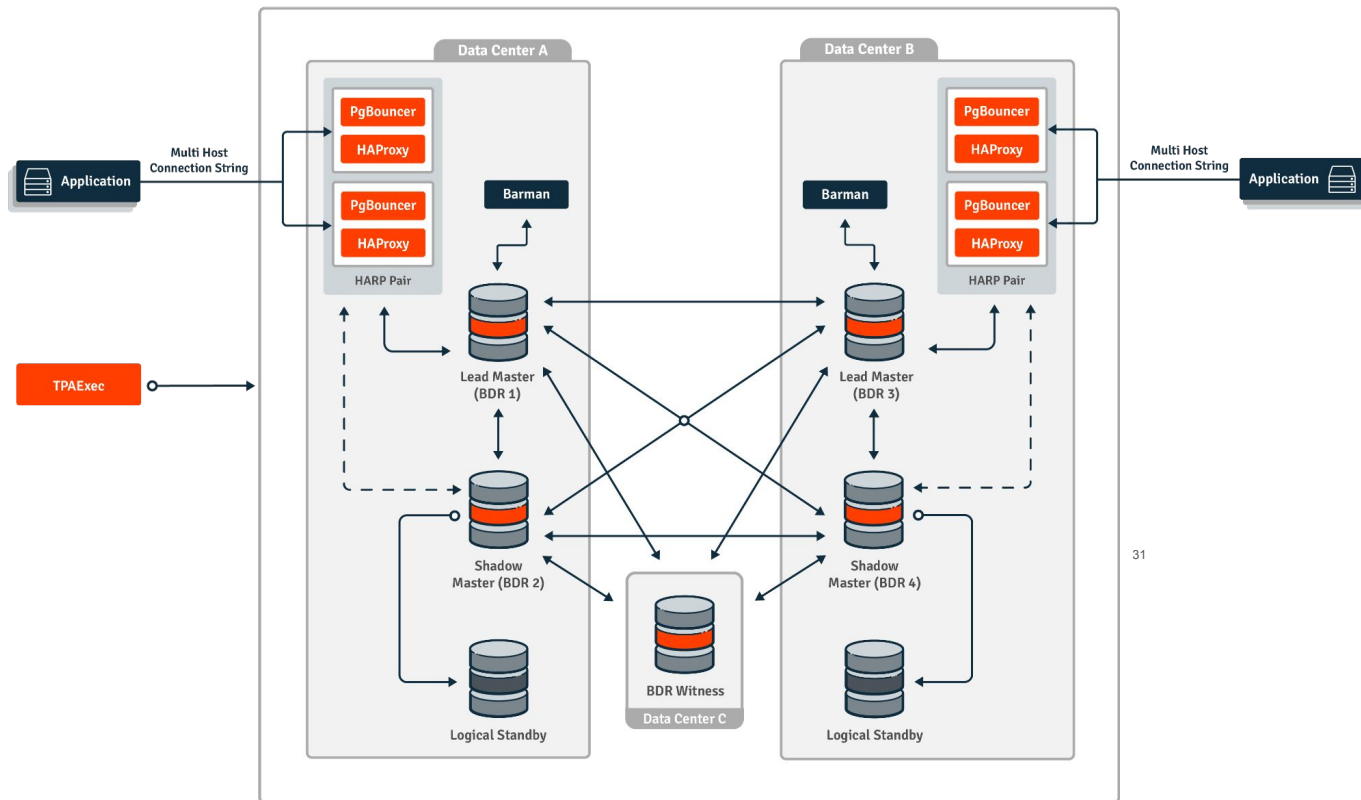 Data Center A
Data Center B
PgBouncer
HAProxy
PgBouncer
HAProxy
HARP Pair
PgBouncer
HAProxy
PgBouncer
HAProxy
HARP Pair
Multi Host
Connection String
Multi Host
Connection String
Application
Application
Barman
Barman
TPAExec
Lead Master
(BDR 1)
Lead Master
(BDR 3)
Shadow
Master (BDR 2)
Shadow
Master (BDR 4)
31
BDR Witness
Data Center C
Logical Standby
Logical Standby